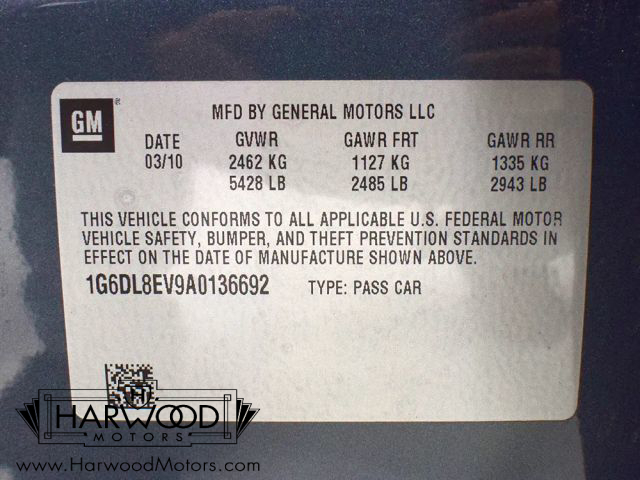 GM
MFD BY GENERAL MOTORS LLC
DATE GVWR GAWR FRT GAWR RR
03/10 2462 KG 1127 KG 1335 KG
5428 LB 2485 LB 2943 LB
THIS VEHICLE CONFORMS TO ALL APPLICABLE U.S. FEDERAL MOTOR
VEHICLE SAFETY, BUMPER, AND THEFT PREVENTION STANDARDS IN
EFFECT ON THE DATE OF MANUFACTURE SHOWN ABOVE.
1G6DL8EV9A0136692 TYPE: PASS CAR
HARWOOD
MOTORS
www.HarwoodMotors.com